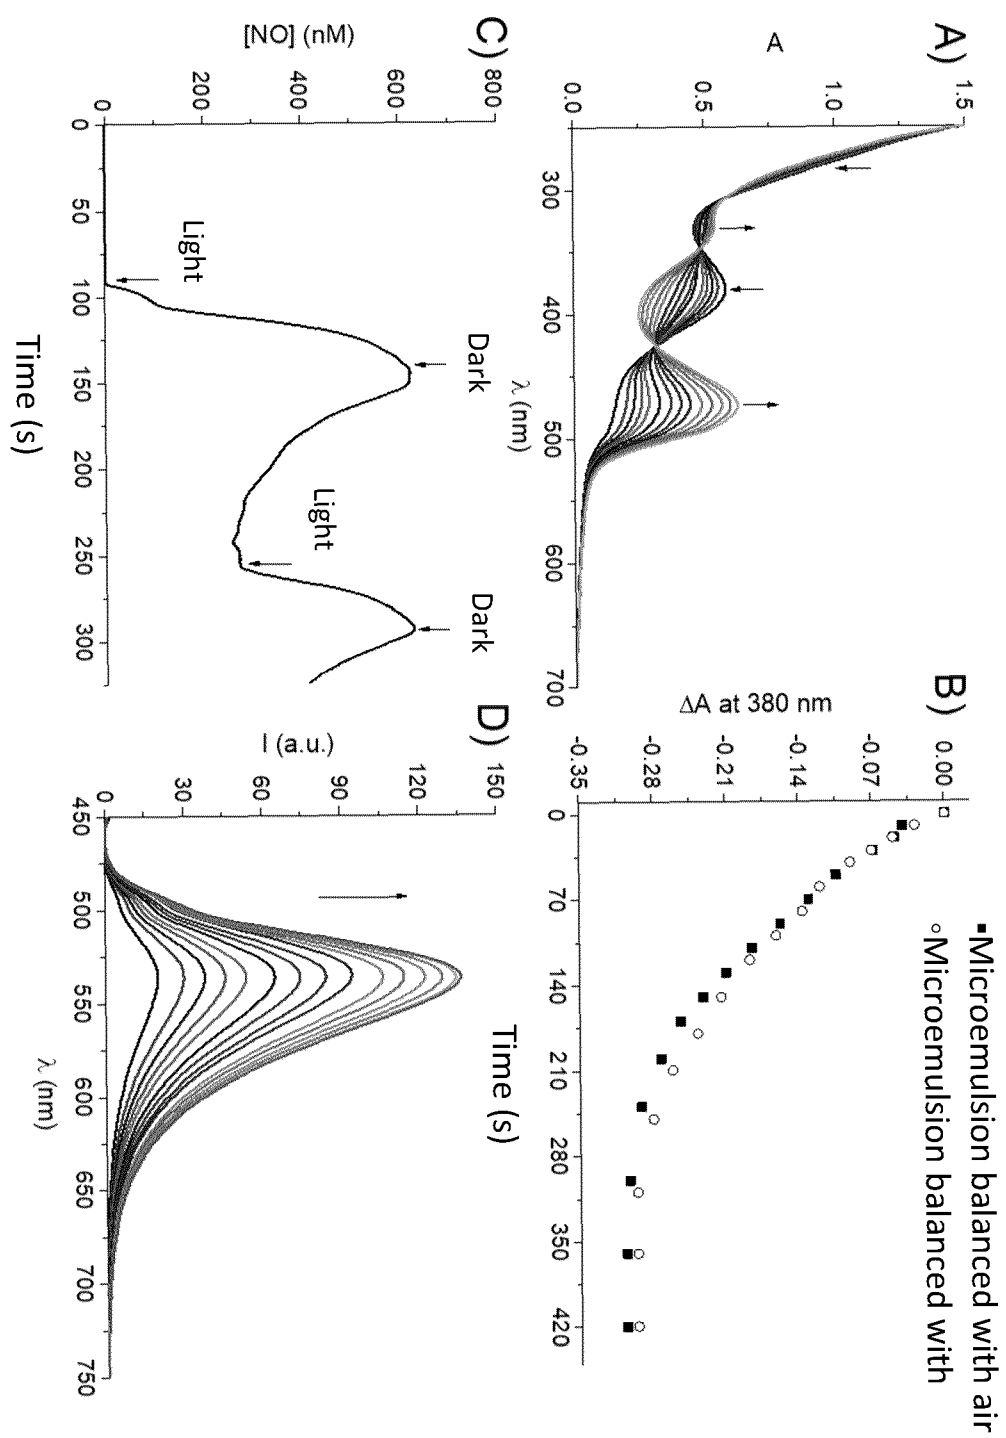 A)
A
1.5
1.0
0.5
0.0
300
400
500
600
700
λ (nm)
B)
■Microemulsion balanced with air
○Microemulsion balanced with
ΔA at 380 nm
0.00
-0.07
-0.14
-0.21
-0.28
-0.35
0
70
140
210
280
350
420
Time (s)
C)
[NO] (nM)
800
600
400
200
0
Light
Dark
Light
Dark
0
50
100
150
200
250
300
Time (s)
D)
I (a.u.)
150
120
90
60
30
0
450
500
550
600
650
700
750
λ (nm)